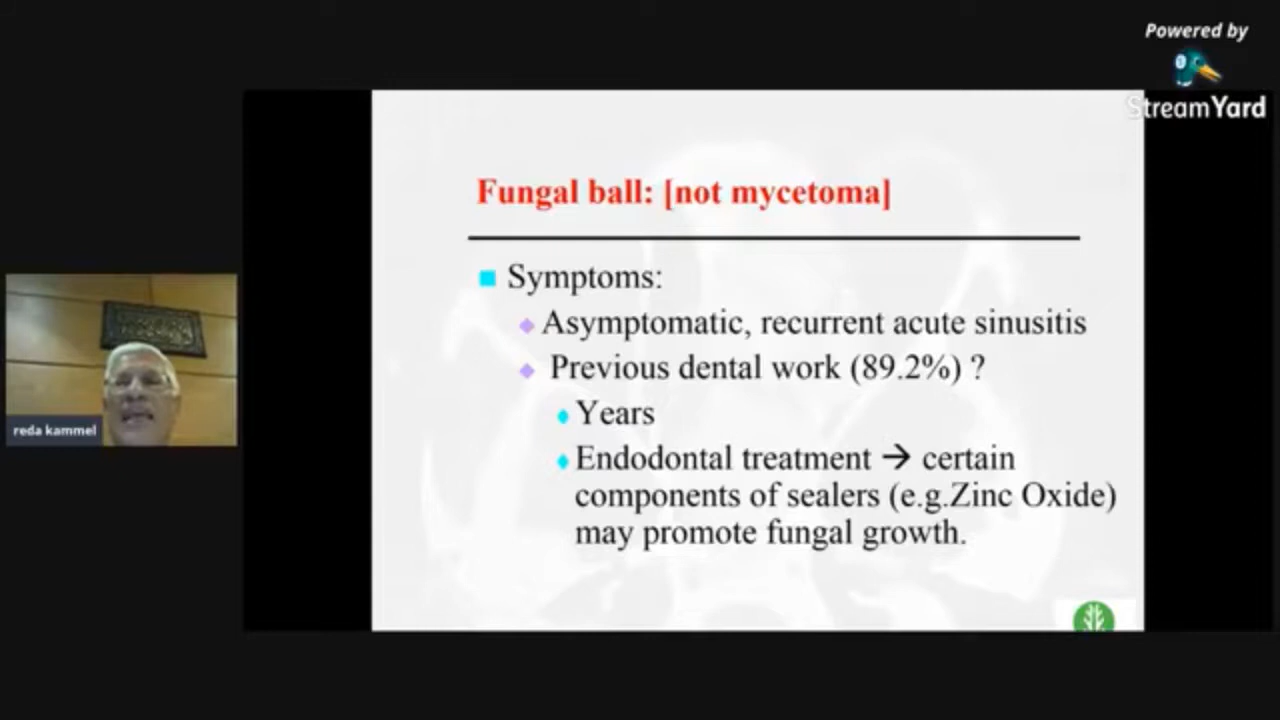 Powered by
StreamYard
Fungal ball: [not mycetoma]
Symptoms:
Asymptomatic, recurrent acute sinusitis
Previous dental work (89.2%) ?
Years
Endodontal treatment → certain
components of sealers (e.g.Zinc Oxide)
may promote fungal growth.
reda kammel